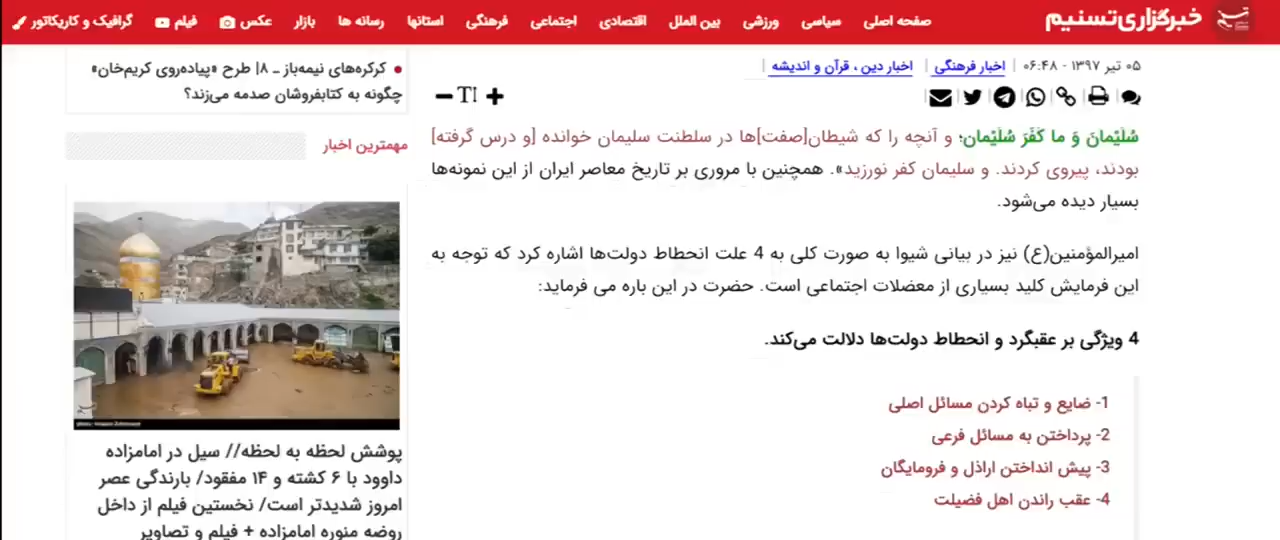 خبرگزاری تسنیم
صفحه اصلی سیاسی ورزشی بین الملل اقتصادی اجتماعی فرهنگی استانها رسانه ها بازار عکس فیلم گرافیک و کاریکاتور
۰۵ تیر ۱۳۹۷ - ۰۶:۴۸ | اخبار فرهنگی | اخبار دین ، قرآن و اندیشه |
سُلَیْمانَ وَ ما کَفَرَ سُلَیْمان؛ و آنچه را که شیطان[صفت]ها در سلطنت سلیمان خوانده [و درس گرفته]
بودند، پیروی کردند. و سلیمان کفر نورزید». همچنین با مروری بر تاریخ معاصر ایران از این نمونه‌ها
بسیار دیده می‌شود.
امیرالمؤمنین(ع) نیز در بیانی شیوا به صورت کلی به 4 علت انحطاط دولت‌ها اشاره کرد که توجه به
این فرمایش کلید بسیاری از معضلات اجتماعی است. حضرت در این باره می فرماید:
4 ویژگی بر عقبگرد و انحطاط دولت‌ها دلالت می‌کند.
1- ضایع و تباه کردن مسائل اصلی
2- پرداختن به مسائل فرعی
3- پیش انداختن اراذل و فرومایگان
4- عقب راندن اهل فضیلت
کرکره‌های نیمه‌باز ـ ۸| طرح «پیاده‌روی کریم‌خان»
چگونه به کتابفروشان صدمه می‌زند؟
مهمترین اخبار
پوشش لحظه به لحظه// سیل در امامزاده
داوود با ۶ کشته و ۱۴ مفقود/ بارندگی عصر
امروز شدیدتر است/ نخستین فیلم از داخل
روضه منوره امامزاده + فیلم و تصاویر